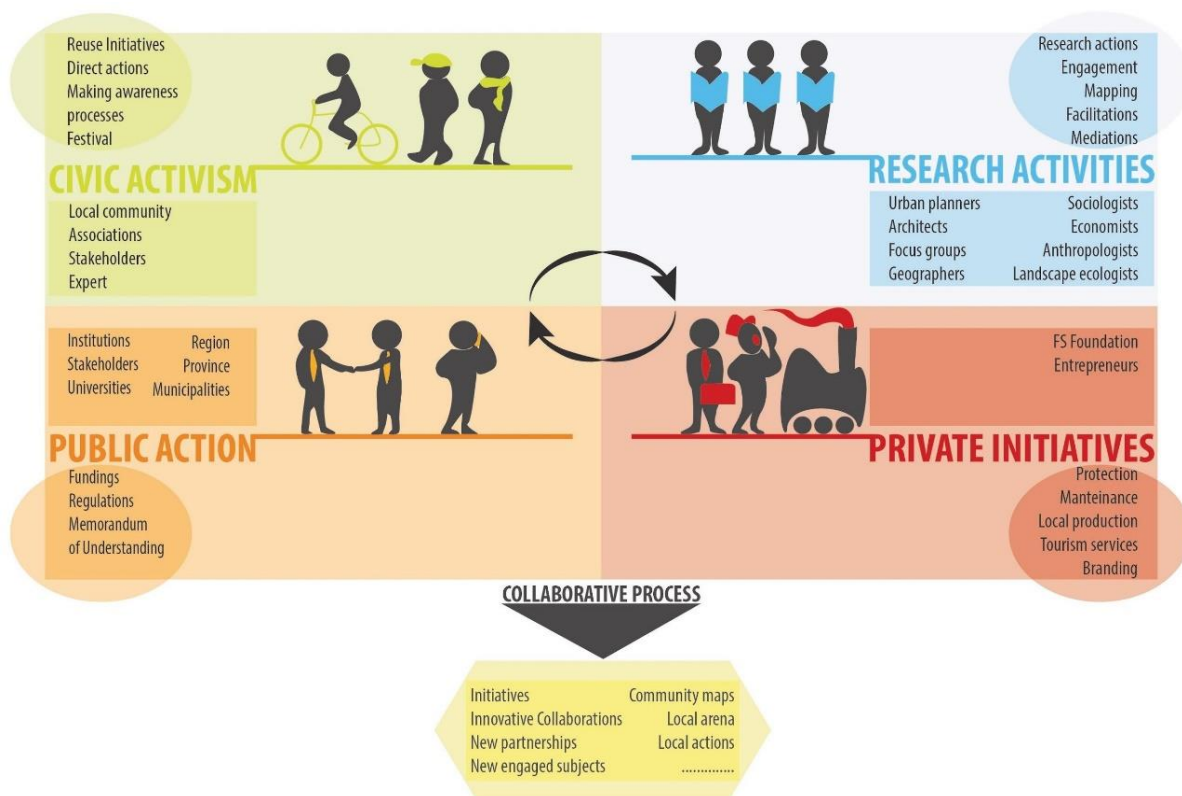 Reuse Initiatives
Direct actions
Making awareness
processes
Festival
CIVIC ACTIVISM
Local community
Associations
Stakeholders
Expert
Research actions
Engagement
Mapping
Facilitations
Mediations
RESEARCH ACTIVITIES
Urban planners
Architects
Focus groups
Geographers
Sociologists
Economists
Anthropologists
Landscape ecologists
Institutions
Stakeholders
Universities
Region
Province
Municipalities
PUBLIC ACTION
Fundings
Regulations
Memorandum
of Understanding
FS Foundation
Entrepreneurs
PRIVATE INITIATIVES
Protection
Manteinance
Local production
Tourism services
Branding
COLLABORATIVE PROCESS
Initiatives
Innovative Collaborations
New partnerships
New engaged subjects
Community maps
Local arena
Local actions
..............